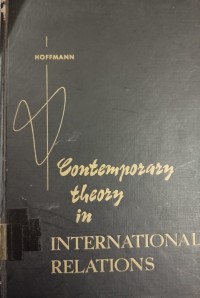 HOFFMANN
Contemporary
theory
in
INTERNATIONAL
RELATIONS